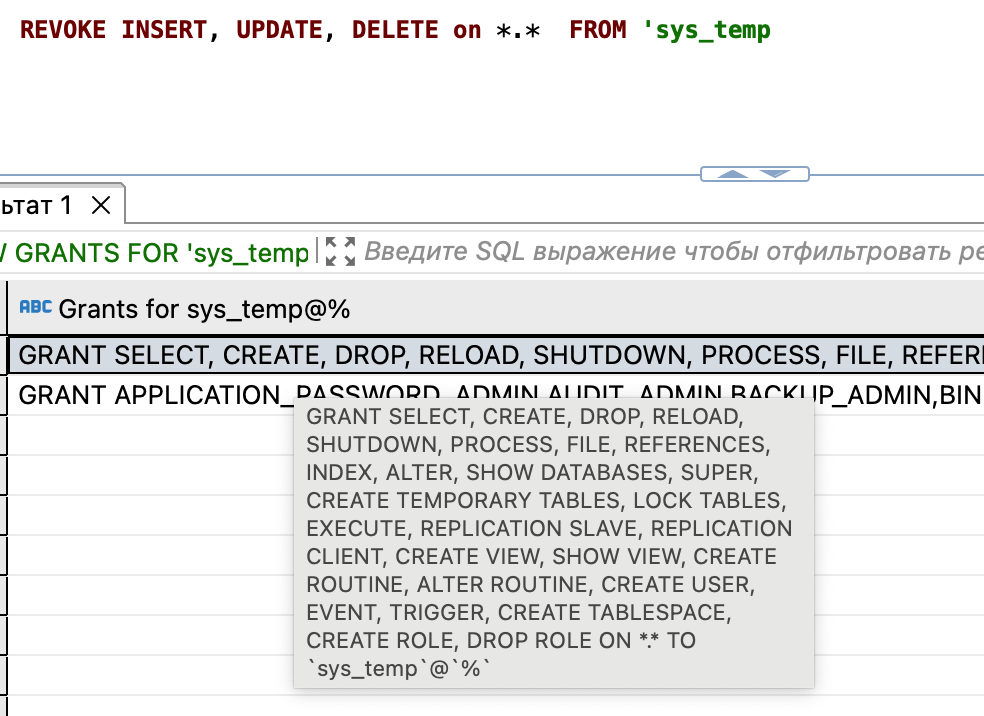 REVOKE INSERT, UPDATE, DELETE on *.* FROM 'sys_temp
ьтат 1
GRANTS FOR 'sys_temp Введите SQL выражение чтобы отфильтровать ре
ABC Grants for sys_temp@%
GRANT SELECT, CREATE, DROP, RELOAD, SHUTDOWN, PROCESS, FILE, REFERE
GRANT APPLICATION_PASSWORD_ADMIN,AUDIT_ADMIN,BACKUP_ADMIN,BIN
GRANT SELECT, CREATE, DROP, RELOAD,
SHUTDOWN, PROCESS, FILE, REFERENCES,
INDEX, ALTER, SHOW DATABASES, SUPER,
CREATE TEMPORARY TABLES, LOCK TABLES,
EXECUTE, REPLICATION SLAVE, REPLICATION
CLIENT, CREATE VIEW, SHOW VIEW, CREATE
ROUTINE, ALTER ROUTINE, CREATE USER,
EVENT, TRIGGER, CREATE TABLESPACE,
CREATE ROLE, DROP ROLE ON *.* TO
`sys_temp`@`%`